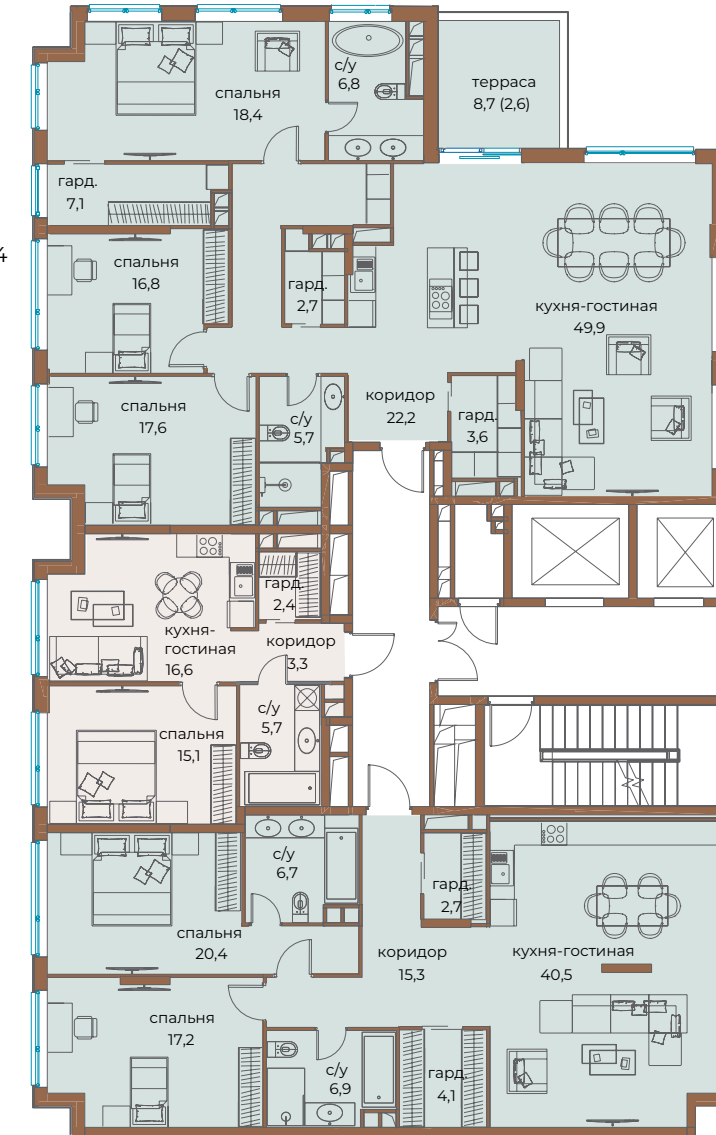 с/у
6,8
терраса
8,7 (2,6)
спальня
18,4
гард.
7,1
4
спальня
16,8
гард.
2,7
кухня-гостиная
49,9
спальня
17,6
с/у
5,7
коридор
22,2
гард.
3,6
гард.
2,4
кухня-
гостиная
16,6
коридор
3,3
с/у
5,7
спальня
15,1
с/у
6,7
гард.
2,7
спальня
20,4
коридор
15,3
кухня-гостиная
40,5
спальня
17,2
с/у
6,9
гард.
4,1